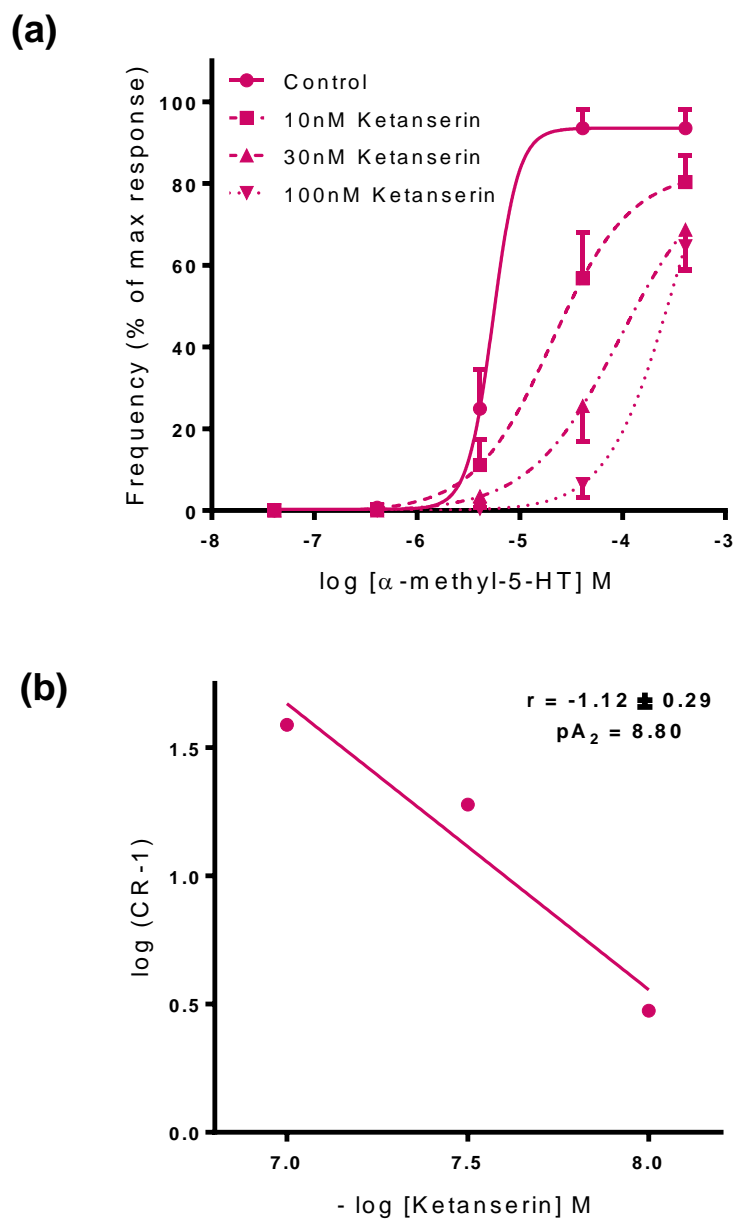 (a)
Control
10nM Ketanserin
30nM Ketanserin
100nM Ketanserin
Frequency (% of max response)
100
80
60
40
20
0
-8 -7 -6 -5 -4 -3
log [α-methyl-5-HT] M
(b)
r = -1.12 ± 0.29
pA₂ = 8.80
log (CR-1)
1.5
1.0
0.5
0.0
7.0 7.5 8.0
- log [Ketanserin] M